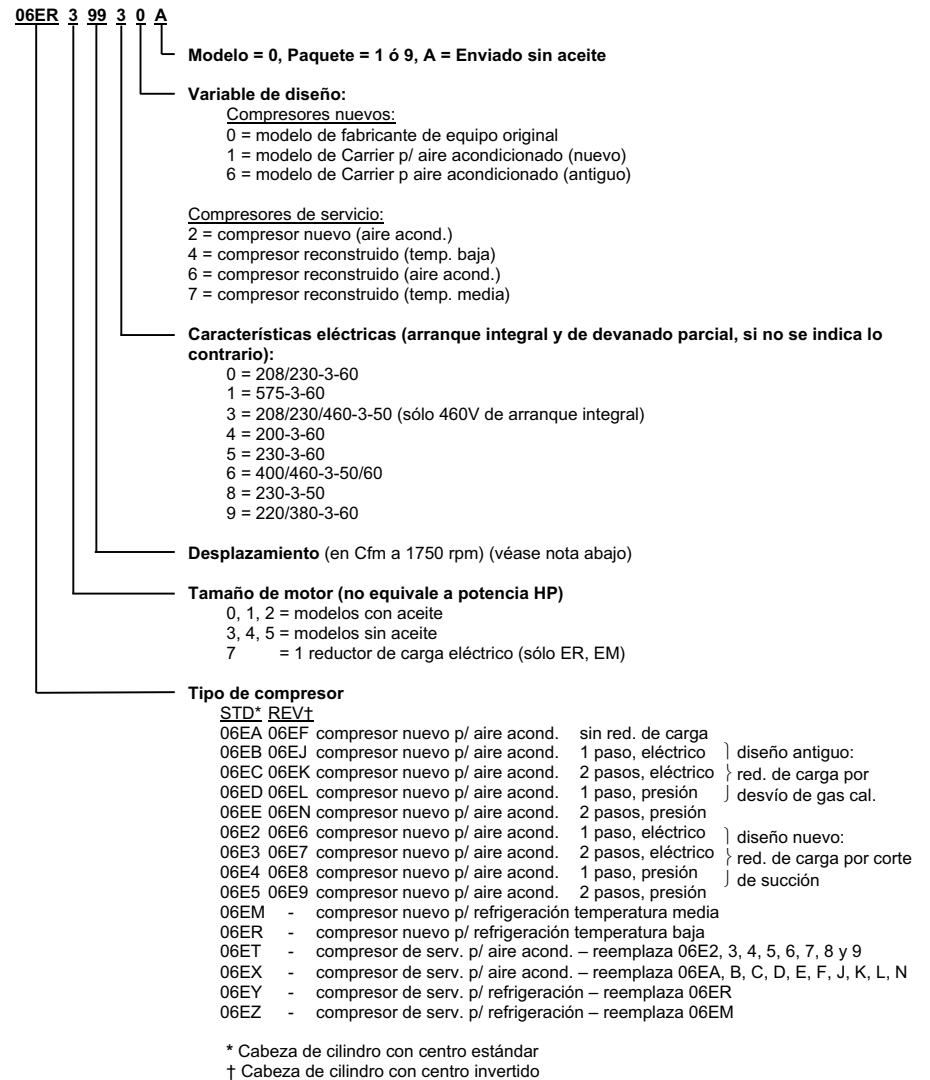 06ER 3 99 3 0 A
Modelo = 0, Paquete = 1 ó 9, A = Enviado sin aceite
Variable de diseño:
Compresores nuevos:
0 = modelo de fabricante de equipo original
1 = modelo de Carrier p/ aire acondicionado (nuevo)
6 = modelo de Carrier p aire acondicionado (antiguo)
Compresores de servicio:
2 = compresor nuevo (aire acond.)
4 = compresor reconstruido (temp. baja)
6 = compresor reconstruido (aire acond.)
7 = compresor reconstruido (temp. media)
Características eléctricas (arranque integral y de devanado parcial, si no se indica lo
contrario):
0 = 208/230-3-60
1 = 575-3-60
3 = 208/230/460-3-50 (sólo 460V de arranque integral)
4 = 200-3-60
5 = 230-3-60
6 = 400/460-3-50/60
8 = 230-3-50
9 = 220/380-3-60
Desplazamiento (en Cfm a 1750 rpm) (véase nota abajo)
Tamaño de motor (no equivale a potencia HP)
0, 1, 2 = modelos con aceite
3, 4, 5 = modelos sin aceite
7 = 1 reductor de carga eléctrico (sólo ER, EM)
Tipo de compresor
STD* REV†
06EA 06EF compresor nuevo p/ aire acond. sin red. de carga
06EB 06EJ compresor nuevo p/ aire acond. 1 paso, eléctrico } diseño antiguo:
06EC 06EK compresor nuevo p/ aire acond. 2 pasos, eléctrico } red. de carga por
06ED 06EL compresor nuevo p/ aire acond. 1 paso, presión } desvío de gas cal.
06EE 06EN compresor nuevo p/ aire acond. 2 pasos, presión
06E2 06E6 compresor nuevo p/ aire acond. 1 paso, eléctrico } diseño nuevo:
06E3 06E7 compresor nuevo p/ aire acond. 2 pasos, eléctrico } red. de carga por corte
06E4 06E8 compresor nuevo p/ aire acond. 1 paso, presión } de succión
06E5 06E9 compresor nuevo p/ aire acond. 2 pasos, presión
06EM - compresor nuevo p/ refrigeración temperatura media
06ER - compresor nuevo p/ refrigeración temperatura baja
06ET - compresor de serv. p/ aire acond. – reemplaza 06E2, 3, 4, 5, 6, 7, 8 y 9
06EX - compresor de serv. p/ aire acond. – reemplaza 06EA, B, C, D, E, F, J, K, L, N
06EY - compresor de serv. p/ refrigeración – reemplaza 06ER
06EZ - compresor de serv. p/ refrigeración – reemplaza 06EM
* Cabeza de cilindro con centro estándar
† Cabeza de cilindro con centro invertido